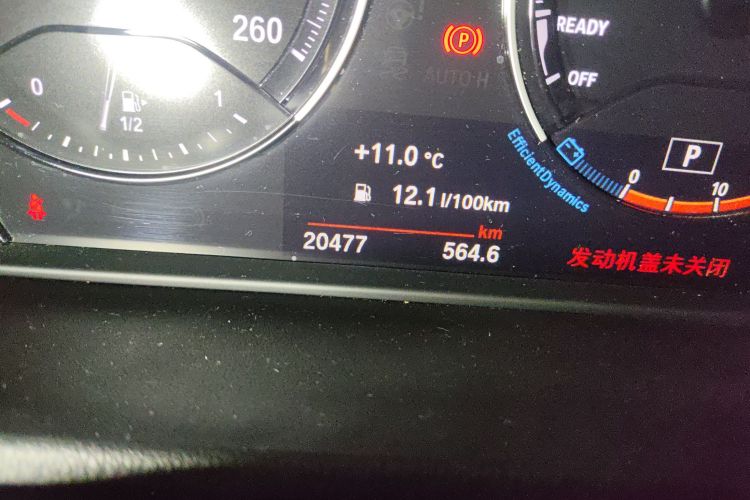 260
READY
OFF
AUTO H
0
1
1/2
+11.0 °C
12.1 l/100km
km
20477
564.6
EfficientDynamics
P
P
0
10
发动机盖未关闭